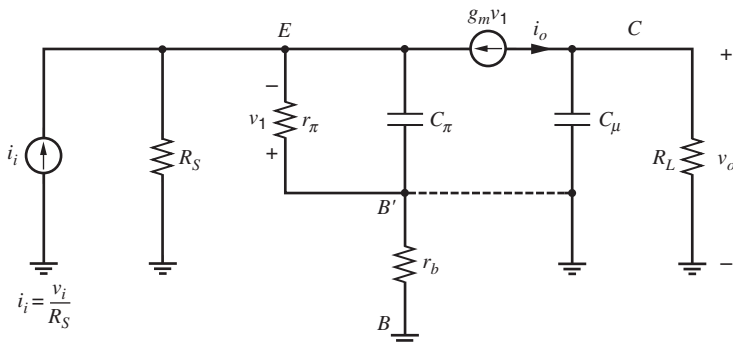 g_m v_1
E
i_o
C
+
−
v_1
r_π
C_π
C_μ
i_i
R_S
+
R_L
v_o
B′
r_b
−
i_i = v_i / R_S
B